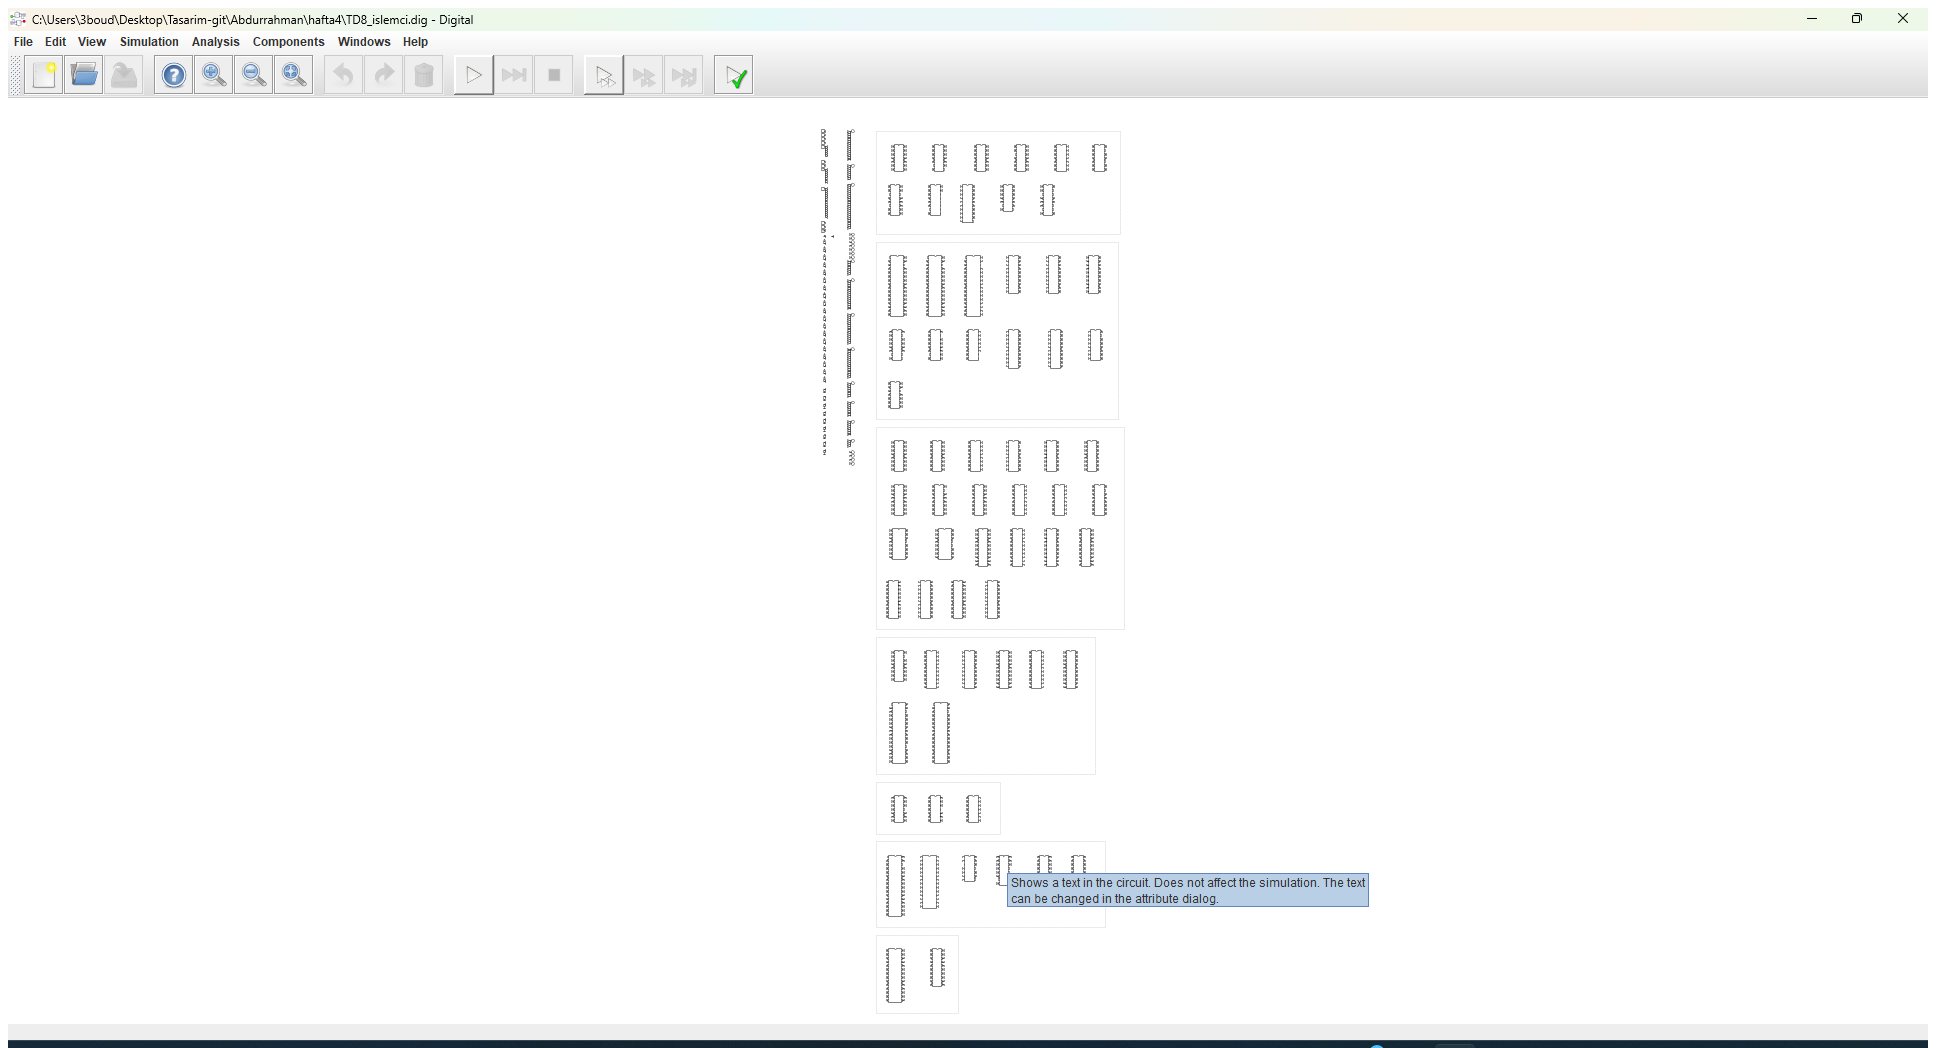 C:\Users\3boud\Desktop\Tasarim-git\Abdurrahman\hafta4\TD8_islemci.dig - Digital
File Edit View Simulation Analysis Components Windows Help
Shows a text in the circuit. Does not affect the simulation. The text
can be changed in the attribute dialog.